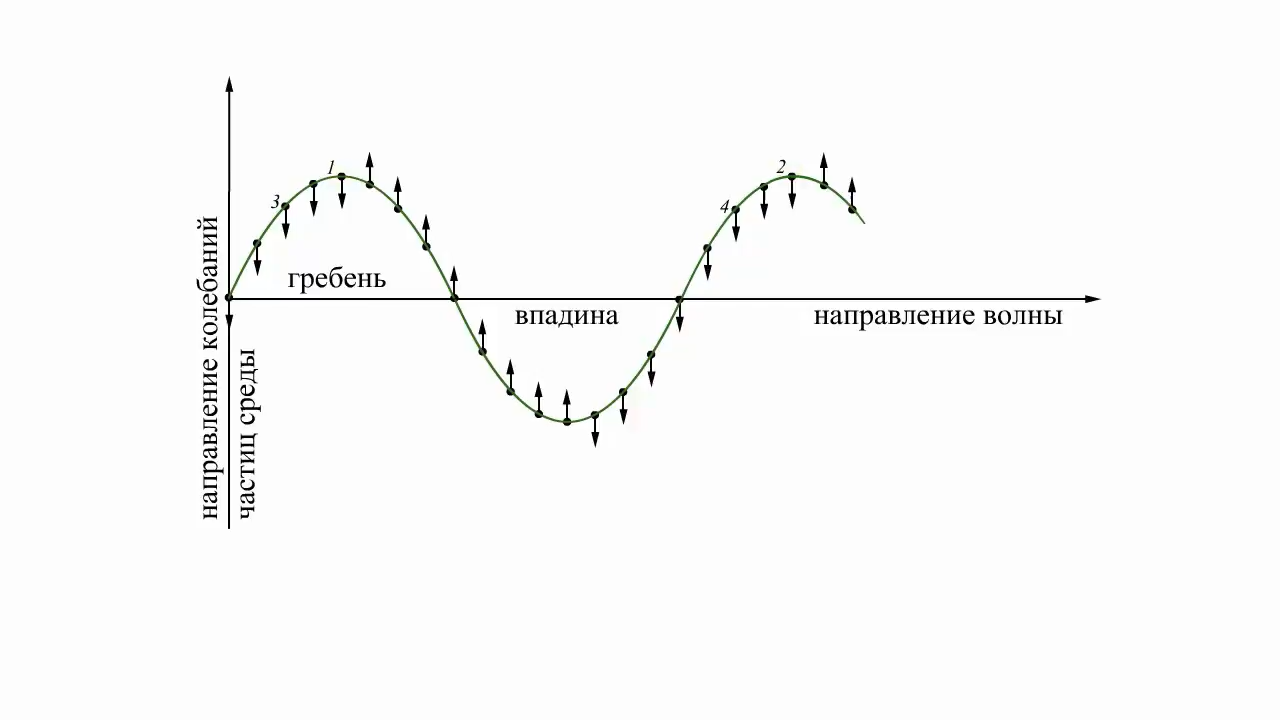 1
2
3
4
гребень
впадина
направление волны
направление колебаний
частиц среды